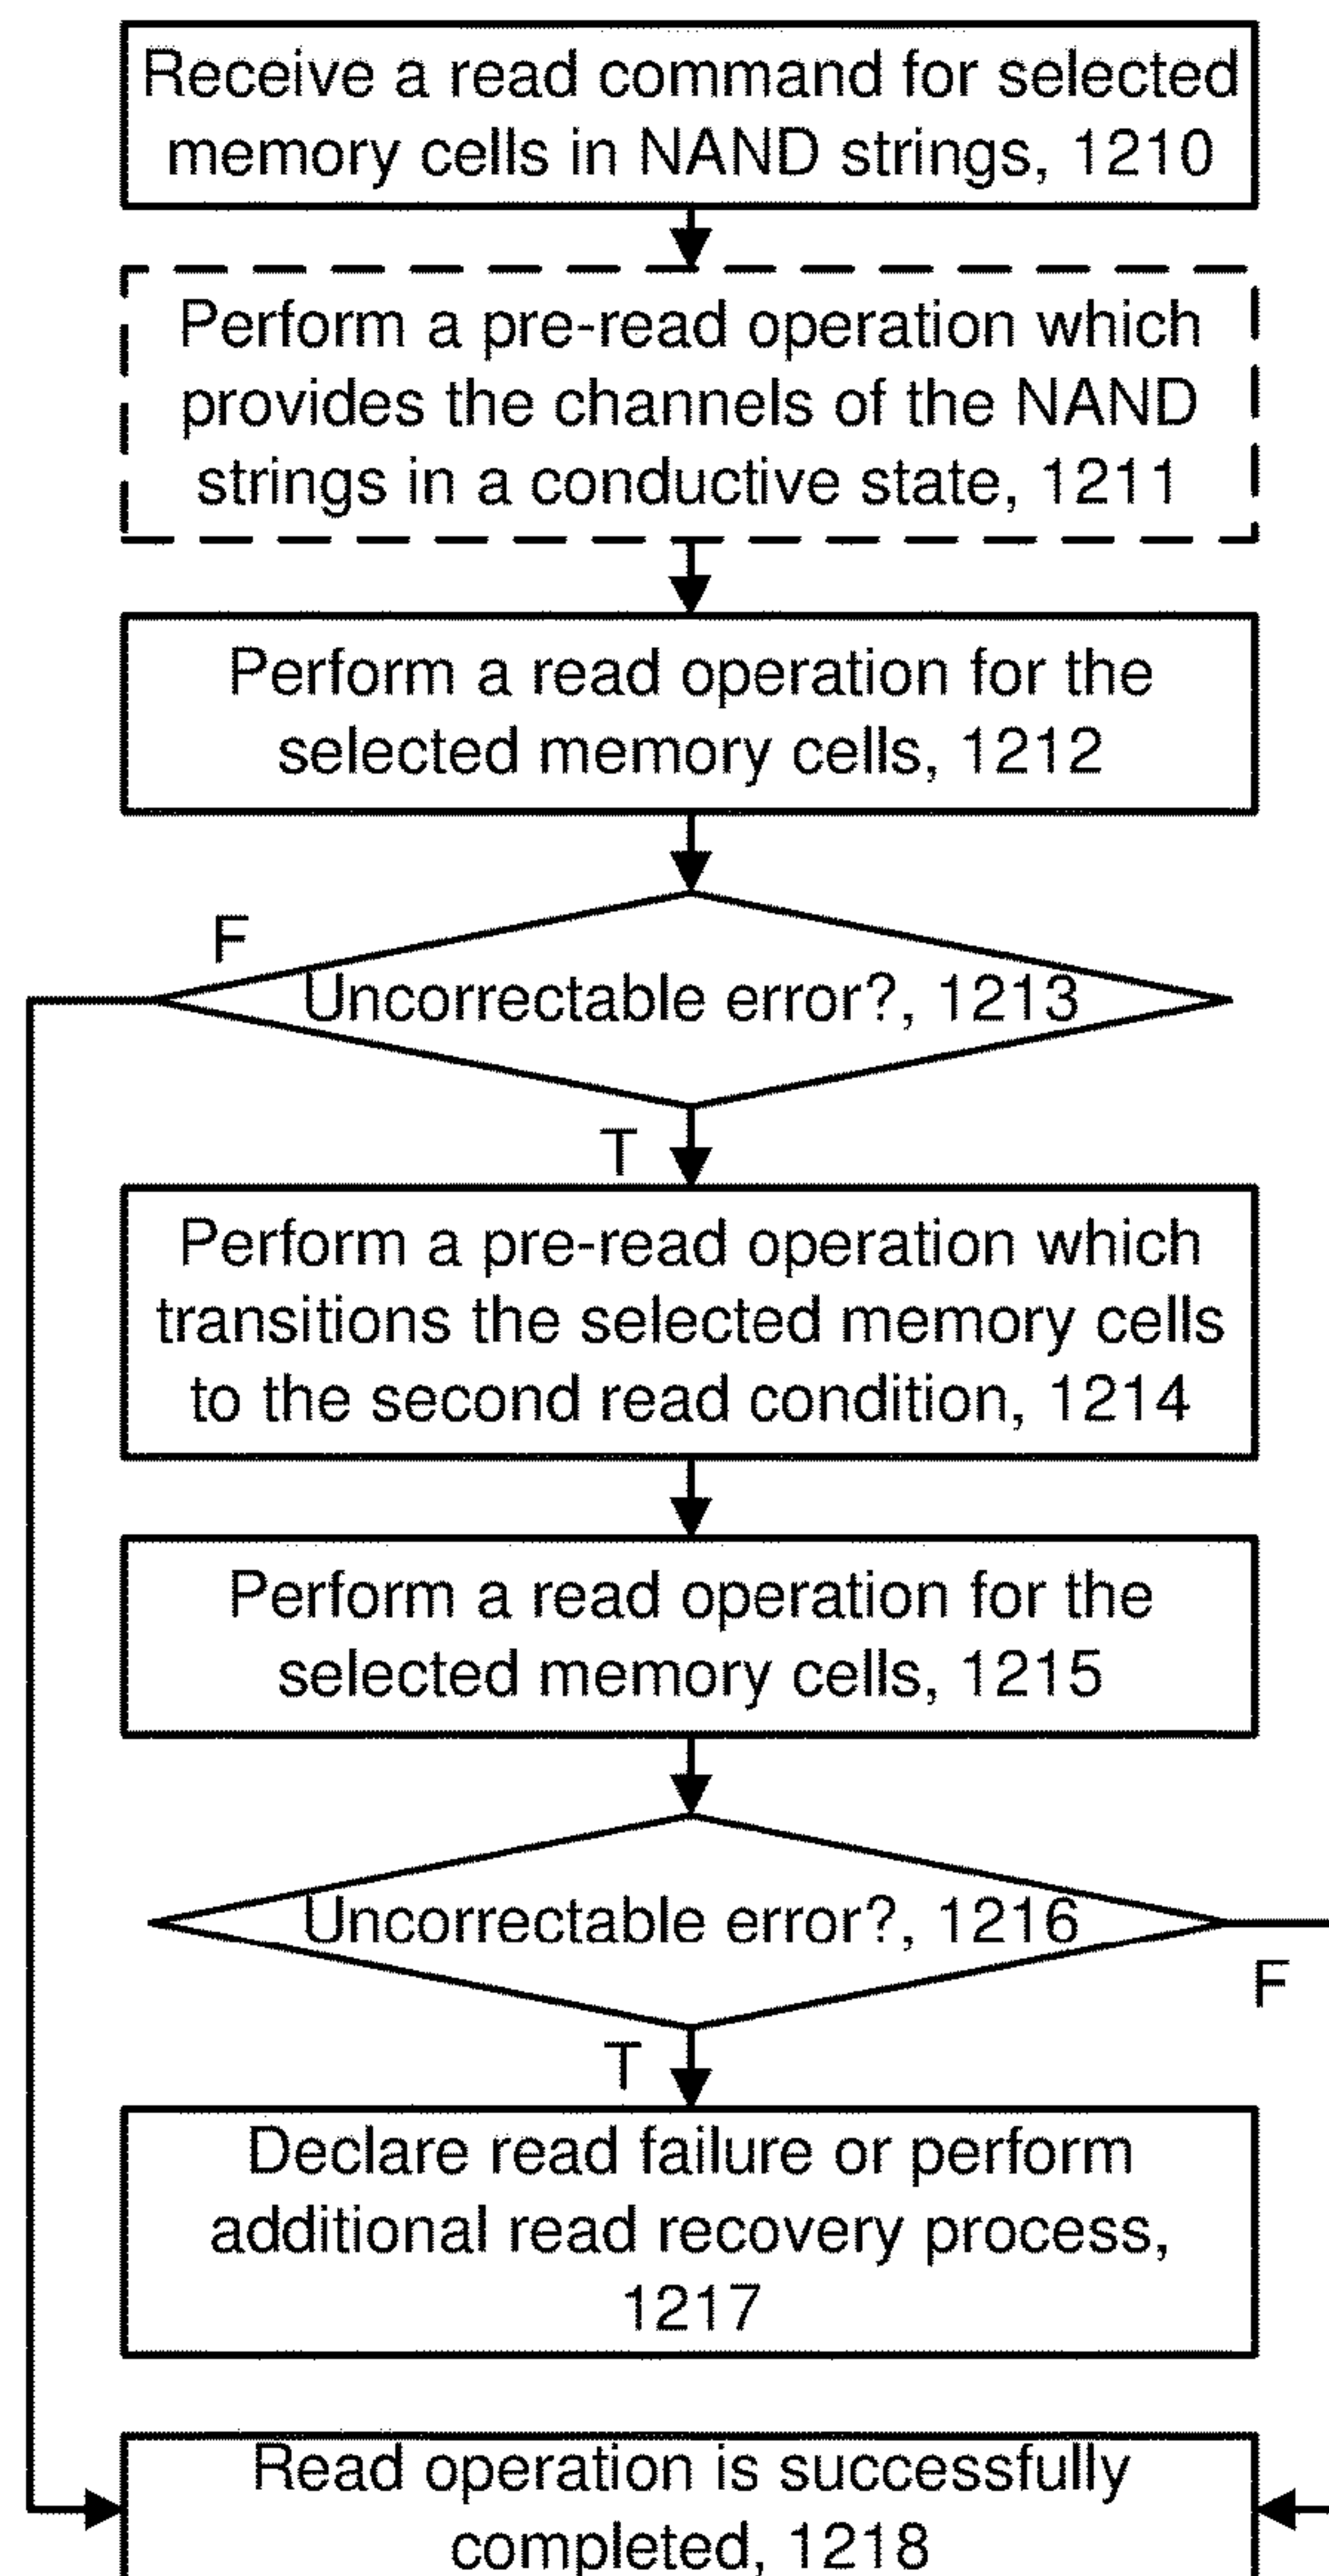 Receive a read command for selected
memory cells in NAND strings, 1210
Perform a pre-read operation which
provides the channels of the NAND
strings in a conductive state, 1211
Perform a read operation for the
selected memory cells, 1212
F
Uncorrectable error?, 1213
T
Perform a pre-read operation which
transitions the selected memory cells
to the second read condition, 1214
Perform a read operation for the
selected memory cells, 1215
Uncorrectable error?, 1216
F
T
Declare read failure or perform
additional read recovery process,
1217
Read operation is successfully
completed, 1218